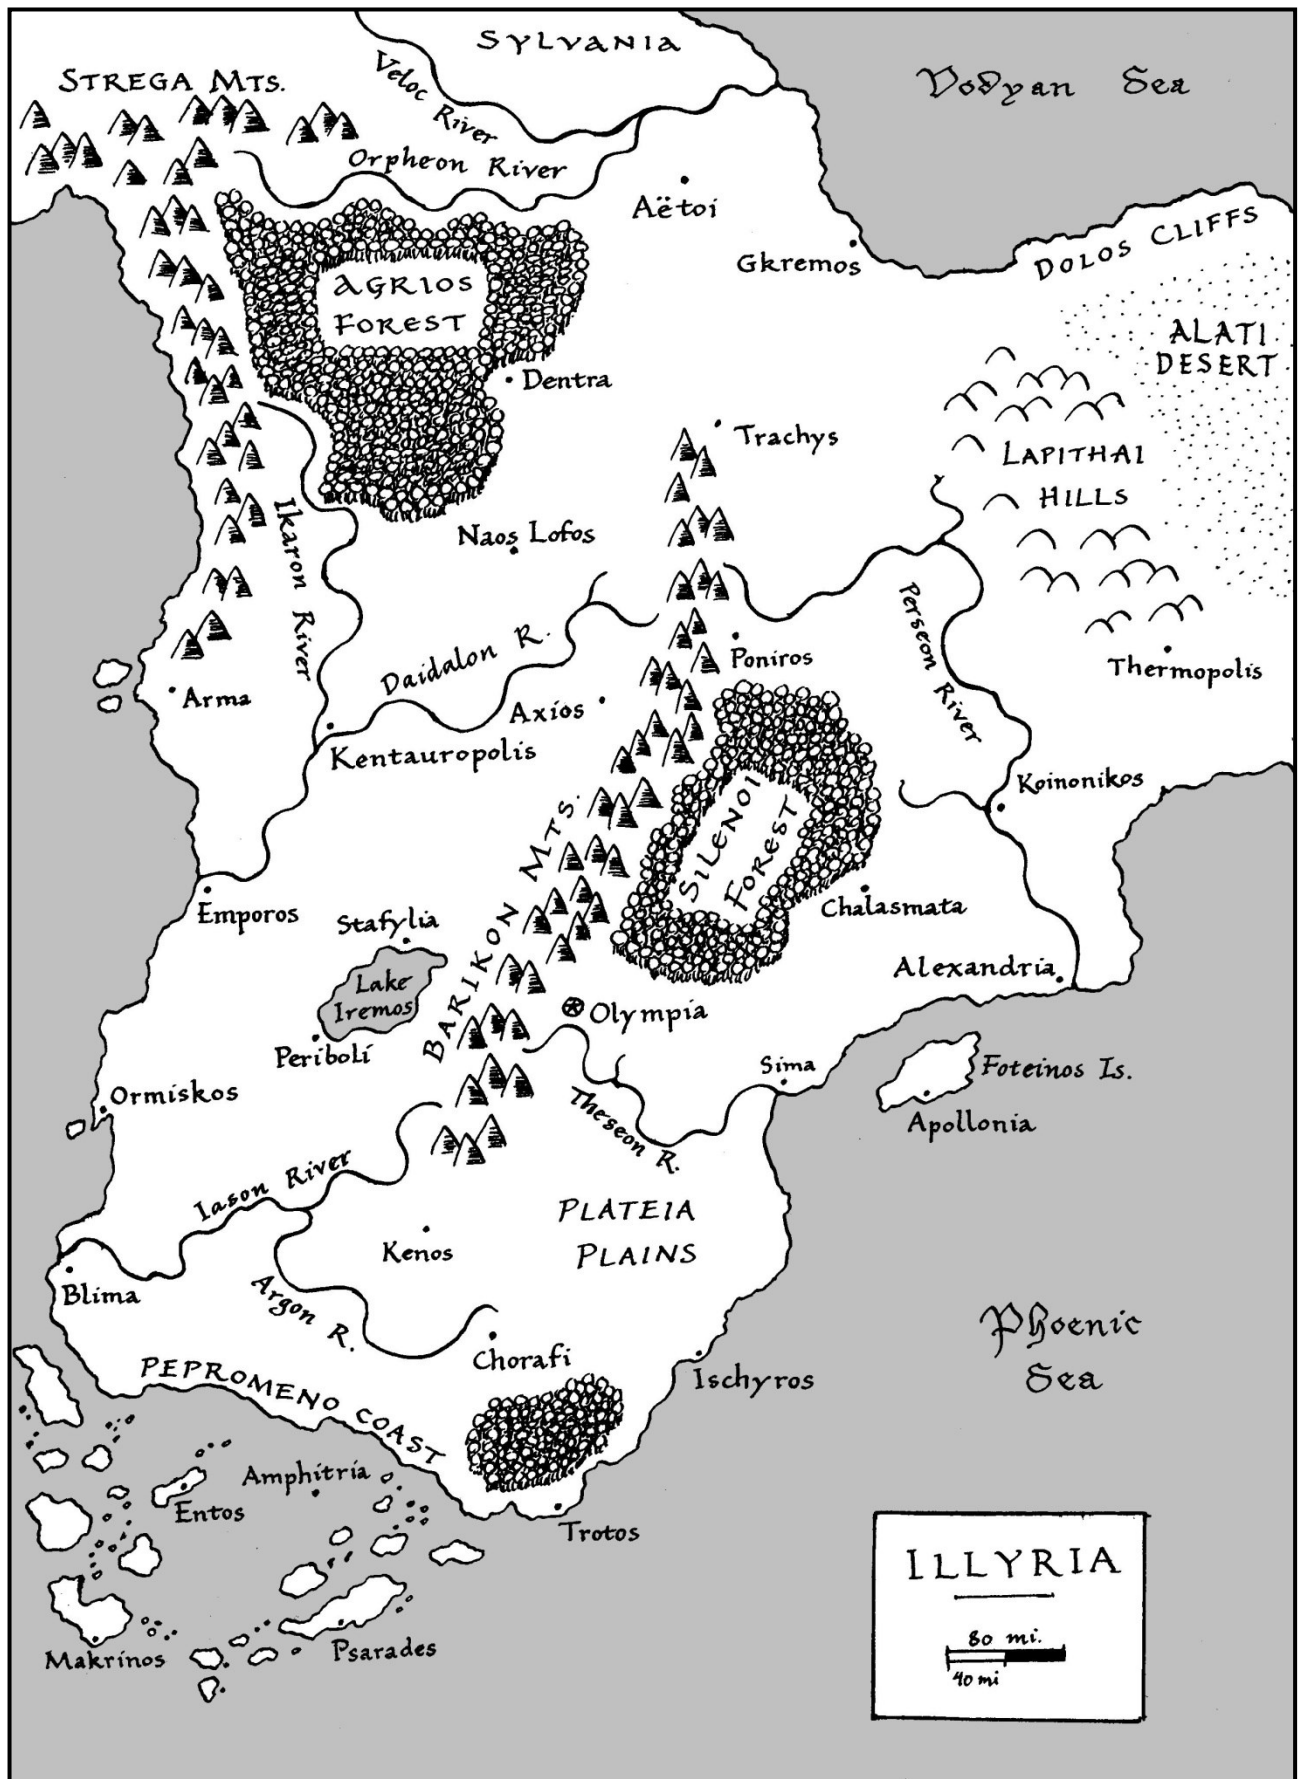 SYLVANIA
STREGA MTS.
Veloc River
Vodyan Sea
Orpheon River
Aëtoi
Gkremos
DOLOS CLIFFS
AGRIOS
FOREST
ALATI
DESERT
Dentra
Trachys
LAPITHAI
HILLS
Ikaron River
Naos Lofos
Perseon River
Daidalon R.
Poniros
Thermopolis
Arma
Axios
Kentauropolis
Koinonikos
SILENOI
FOREST
BARIKON MTS.
Emporos
Stafylia
Chalasmata
Lake
Iremos
Alexandria
Olympia
Periboli
Sima
Foteinos Is.
Ormiskos
Theseon R.
Apollonia
Iason River
PLATEIA
PLAINS
Kenos
Blima
Argon R.
Phoenic
Sea
Chorafi
Ischyros
PEPROMENO COAST
Amphitria
Entos
Trotos
ILLYRIA
80 mi.
40 mi
Makrinos
Psarades